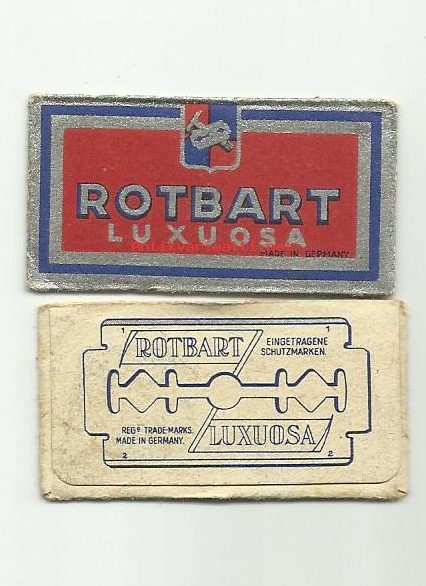 ROTBART
LUXUOSA
MADE IN GERMANY
1 1
ROTBART
EINGETRAGENE
SCHUTZMARKEN.
REGD TRADE-MARKS.
MADE IN GERMANY.
LUXUOSA
2 2